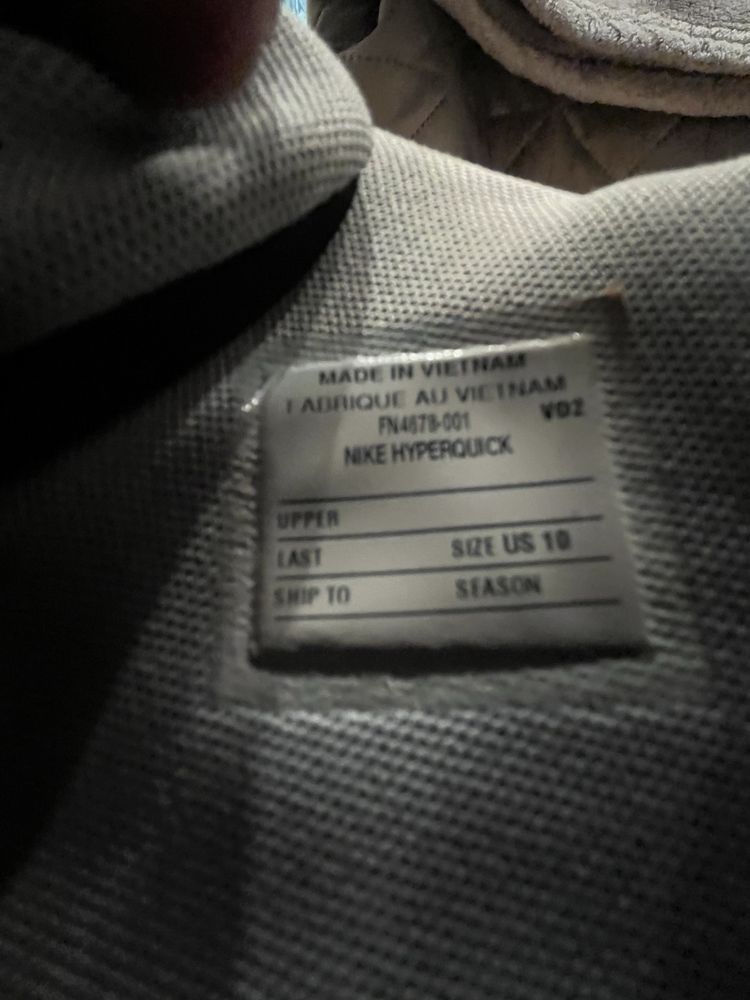 MADE IN VIETNAM
FABRIQUE AU VIETNAM
FN4678-001 VD2
NIKE HYPERQUICK
UPPER
LAST SIZE US 10
SHIP TO SEASON